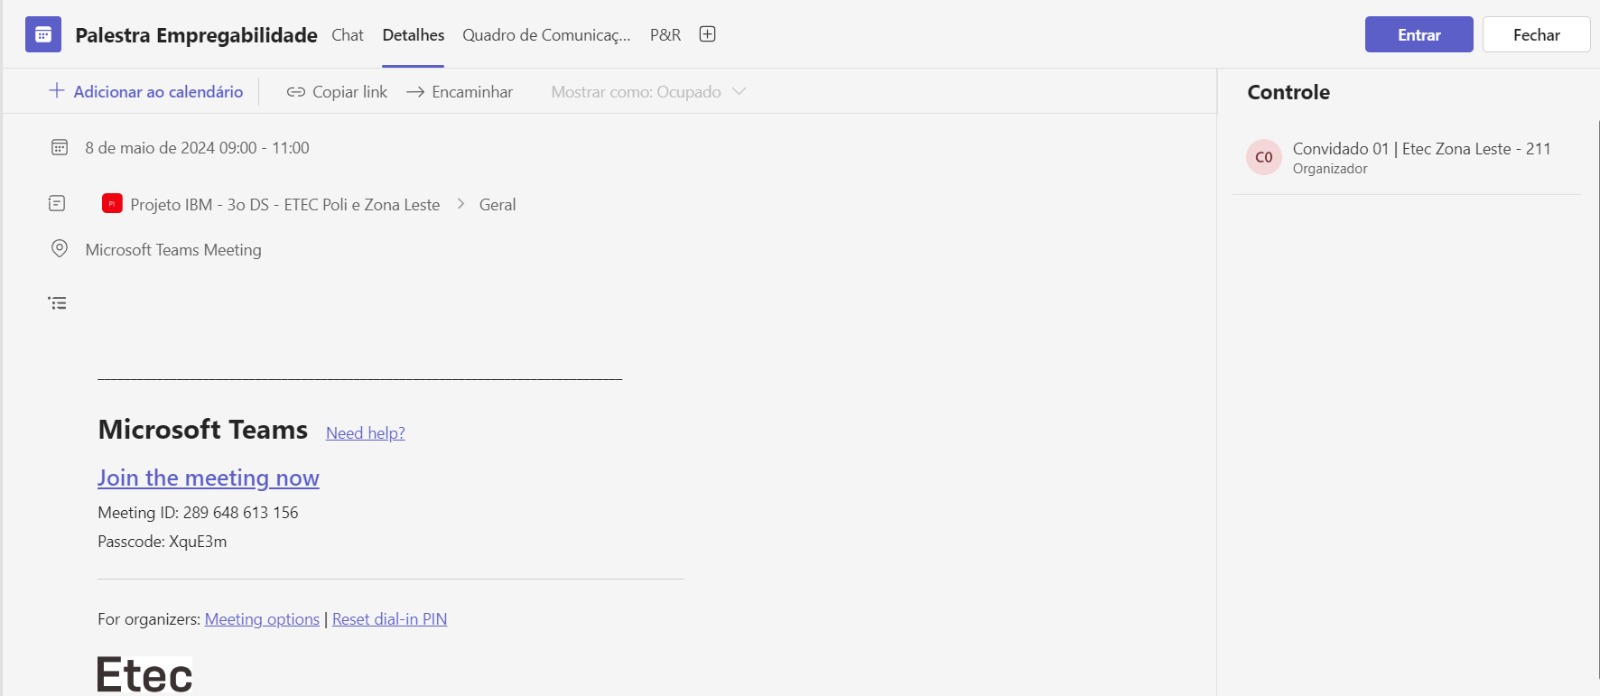 Palestra Empregabilidade Chat Detalhes Quadro de Comunicaç... P&R
Entrar Fechar
Adicionar ao calendário Copiar link Encaminhar Mostrar como: Ocupado
8 de maio de 2024 09:00 - 11:00
PI Projeto IBM - 3o DS - ETEC Poli e Zona Leste > Geral
Microsoft Teams Meeting
Microsoft Teams Need help?
Join the meeting now
Meeting ID: 289 648 613 156
Passcode: XquE3m
For organizers: Meeting options | Reset dial-in PIN
Etec
Controle
C0 Convidado 01 | Etec Zona Leste - 211
Organizador